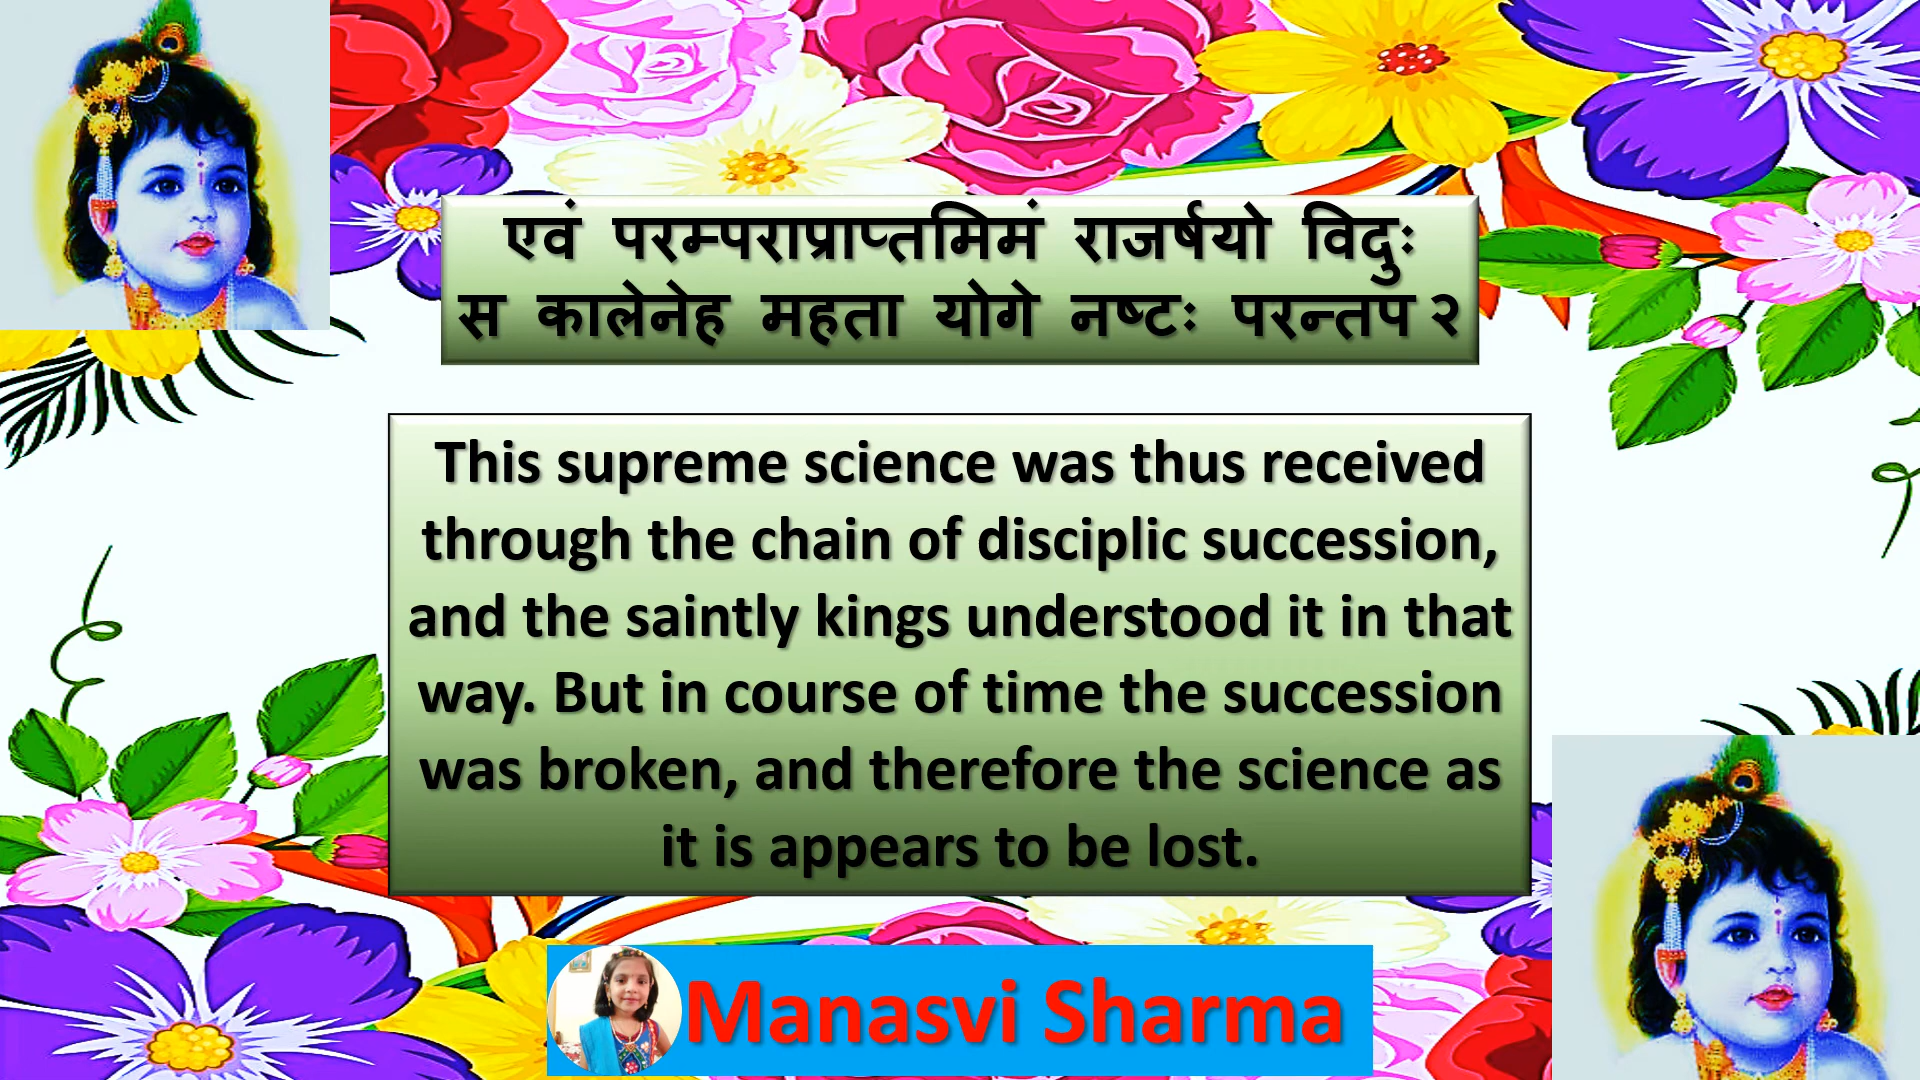 एवं परम्पराप्राप्तमिमं राजर्षयो विदुः
स कालेनेह महता योगे नष्टः परन्तप २
This supreme science was thus received
through the chain of disciplic succession,
and the saintly kings understood it in that
way. But in course of time the succession
was broken, and therefore the science as
it is appears to be lost.
Manasvi Sharma